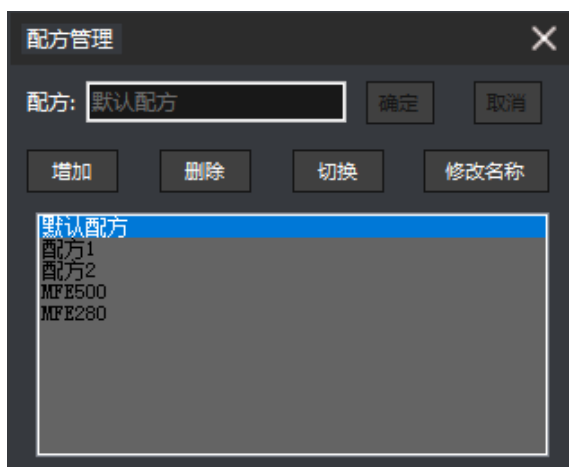 配方管理
配方: 默认配方 确定 取消
增加 删除 切换 修改名称
默认配方
配方1
配方2
MFE500
MFE280